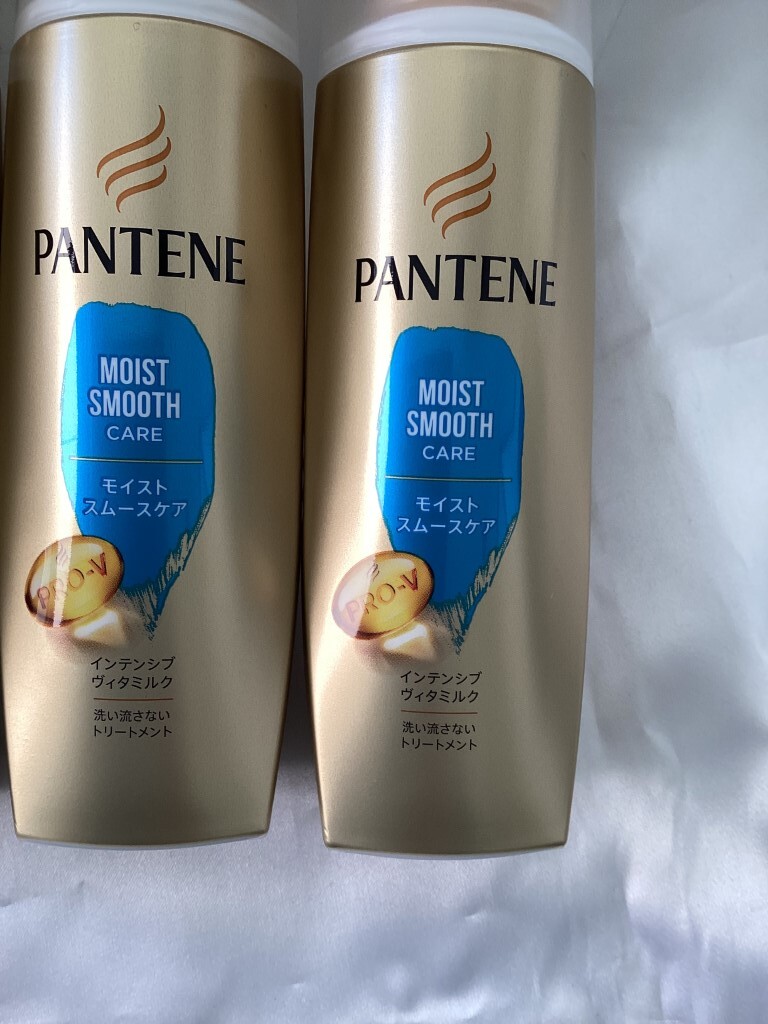 PANTENE
MOIST
SMOOTH
CARE
モイスト
スムースケア
PRO-V
インテンシブ
ヴィタミルク
洗い流さない
トリートメント
PANTENE
MOIST
SMOOTH
CARE
モイスト
スムースケア
PRO-V
インテンシブ
ヴィタミルク
洗い流さない
トリートメント